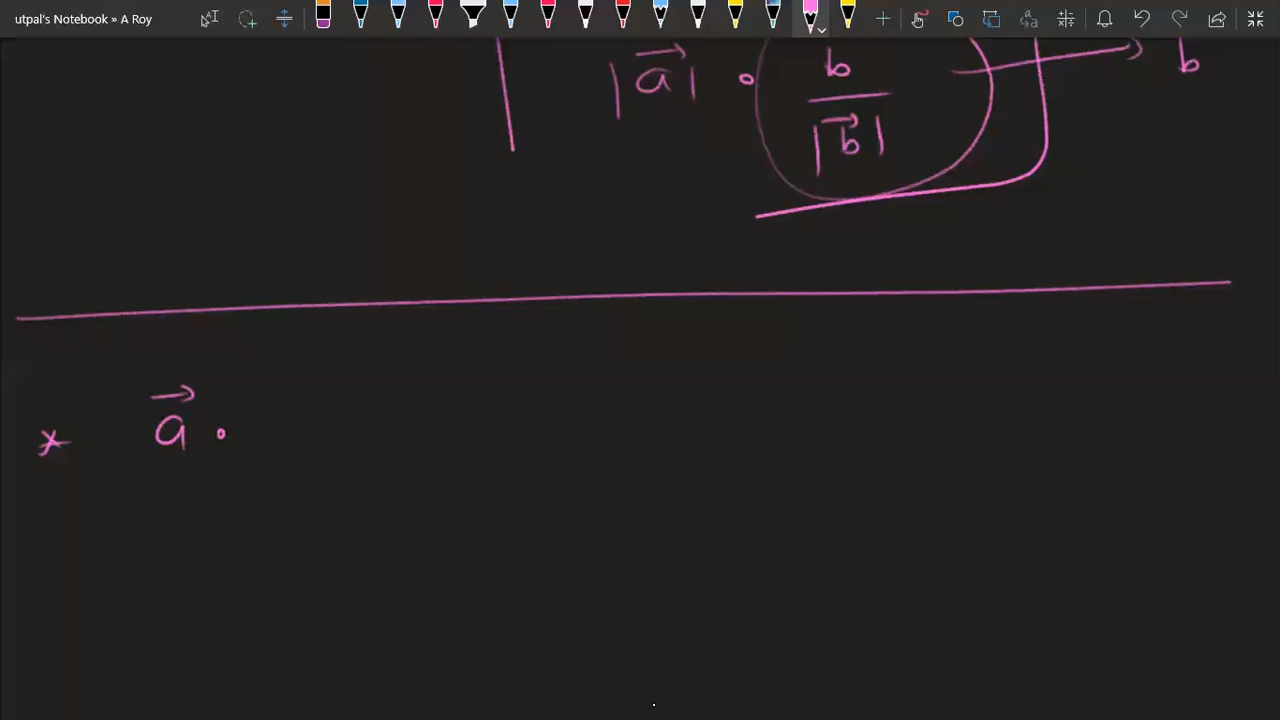 utpal's Notebook » A Roy
|a⃗| · b / |b⃗| → b
* a⃗ ·